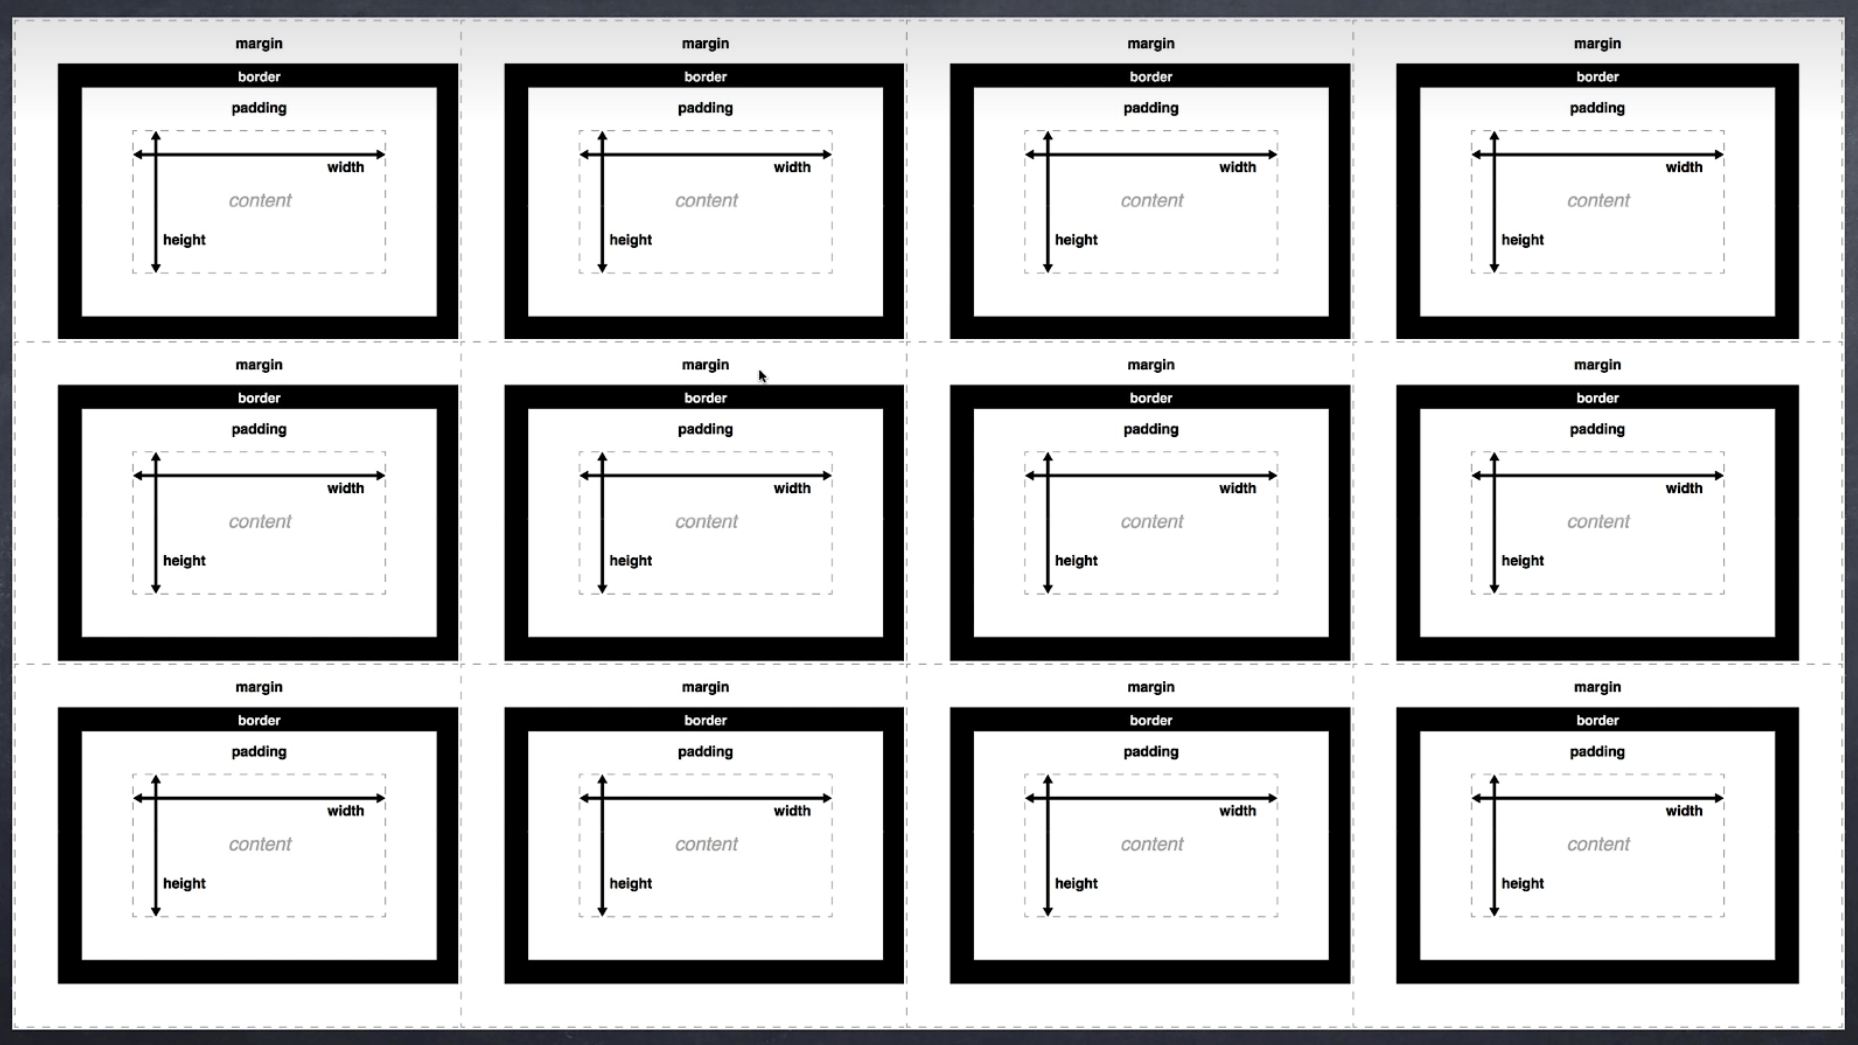 margin margin margin margin
border border border border
padding padding padding padding
width width width width
content content content content
height height height height
margin margin margin margin
border border border border
padding padding padding padding
width width width width
content content content content
height height height height
margin margin margin margin
border border border border
padding padding padding padding
width width width width
content content content content
height height height height